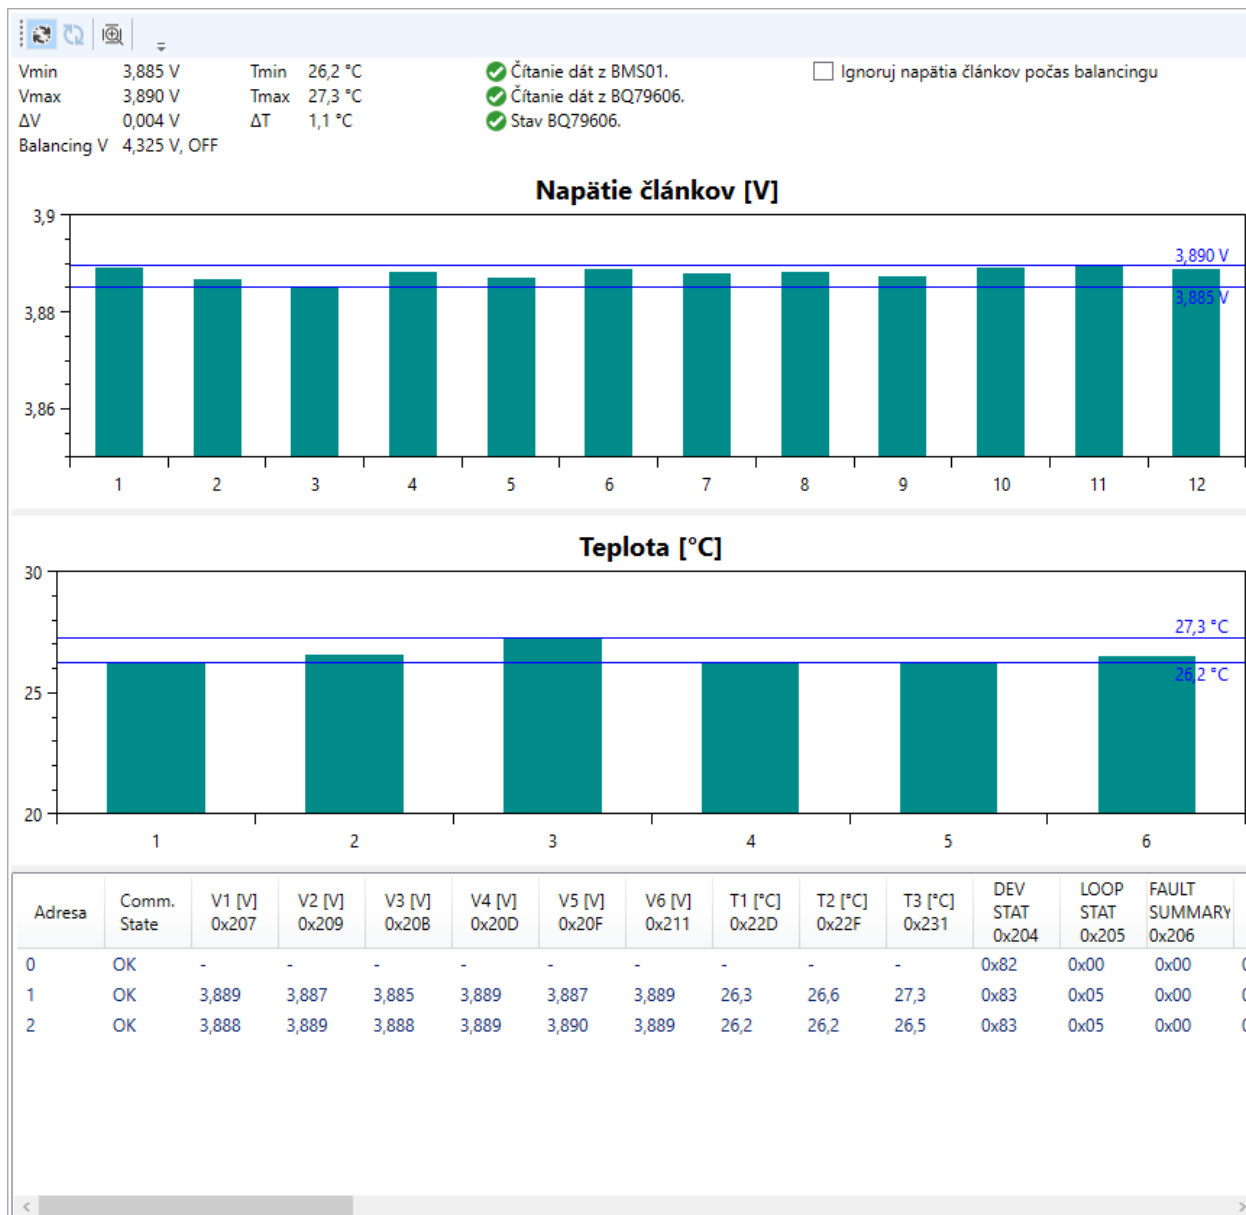 Vmin 3,885 V Tmin 26,2 °C Čítanie dát z BMS01. Ignoruj napätia článkov počas balancingu
Vmax 3,890 V Tmax 27,3 °C Čítanie dát z BQ79606.
ΔV 0,004 V ΔT 1,1 °C Stav BQ79606.
Balancing V 4,325 V, OFF
Napätie článkov [V]
3,9
3,890 V
3,885 V
3,88
3,86
1 2 3 4 5 6 7 8 9 10 11 12
Teplota [°C]
30
27,3 °C
26,2 °C
25
20
1 2 3 4 5 6
Adresa Comm. State V1 [V] 0x207 V2 [V] 0x209 V3 [V] 0x20B V4 [V] 0x20D V5 [V] 0x20F V6 [V] 0x211 T1 [°C] 0x22D T2 [°C] 0x22F T3 [°C] 0x231 DEV STAT 0x204 LOOP STAT 0x205 FAULT SUMMARY 0x206
0 OK - - - - - - - - - 0x82 0x00 0x00
1 OK 3,889 3,887 3,885 3,889 3,887 3,889 26,3 26,6 27,3 0x83 0x05 0x00
2 OK 3,888 3,889 3,888 3,889 3,890 3,889 26,2 26,2 26,5 0x83 0x05 0x00